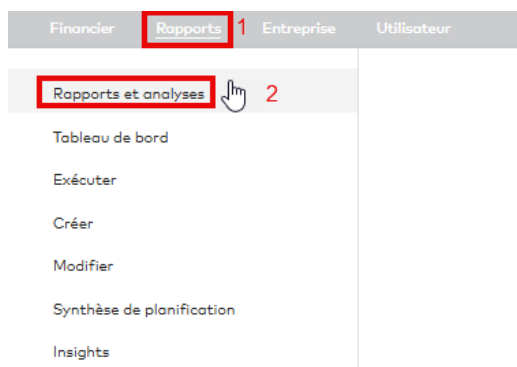 Financier Rapports 1 Entreprise Utilisateur
Rapports et analyses 2
Tableau de bord
Exécuter
Créer
Modifier
Synthèse de planification
Insights